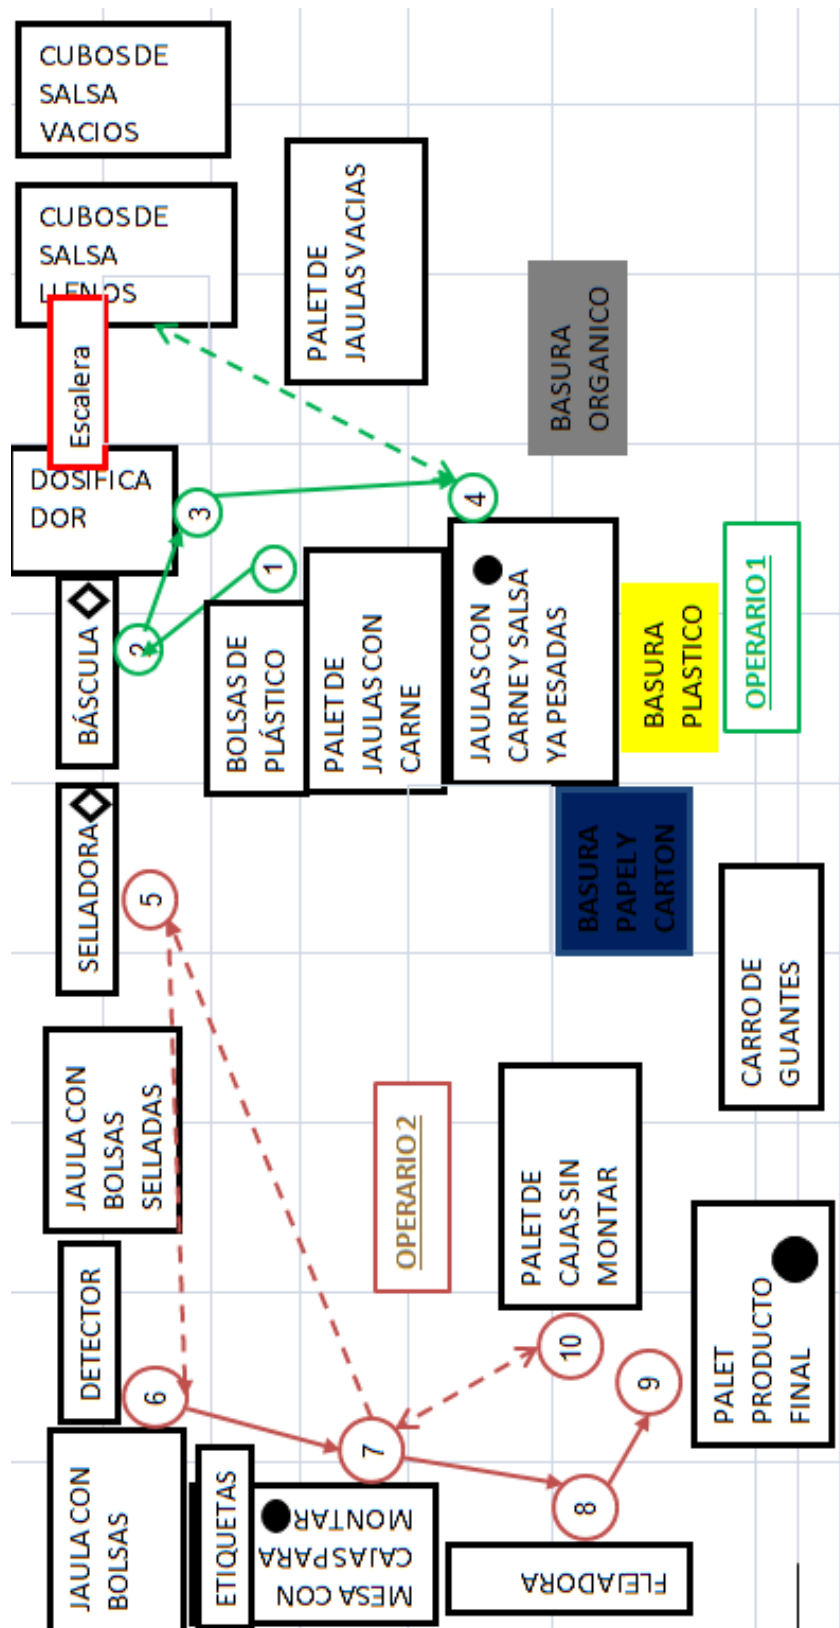 CUBOS DE
SALSA
VACIOS
CUBOS DE
SALSA
LLENOS
Escalera
PALET DE
JAULAS VACIAS
BASURA
ORGANICO
DOSIFICA
DOR
3
4
1
2
BÁSCULA
BOLSAS DE
PLÁSTICO
PALET DE
JAULAS CON
CARNE
JAULAS CON
CARNE Y SALSA
YA PESADAS
BASURA
PLASTICO
OPERARIO 1
SELLADORA
5
BASURA
PAPEL Y
CARTON
CARRO DE
GUANTES
JAULA CON
BOLSAS
SELLADAS
OPERARIO 2
PALET DE
CAJAS SIN
MONTAR
DETECTOR
6
7
10
9
8
PALET
PRODUCTO
FINAL
JAULA CON
BOLSAS
ETIQUETAS
MESA CON
CAJAS PARA
MONTAR
FLEJADORA